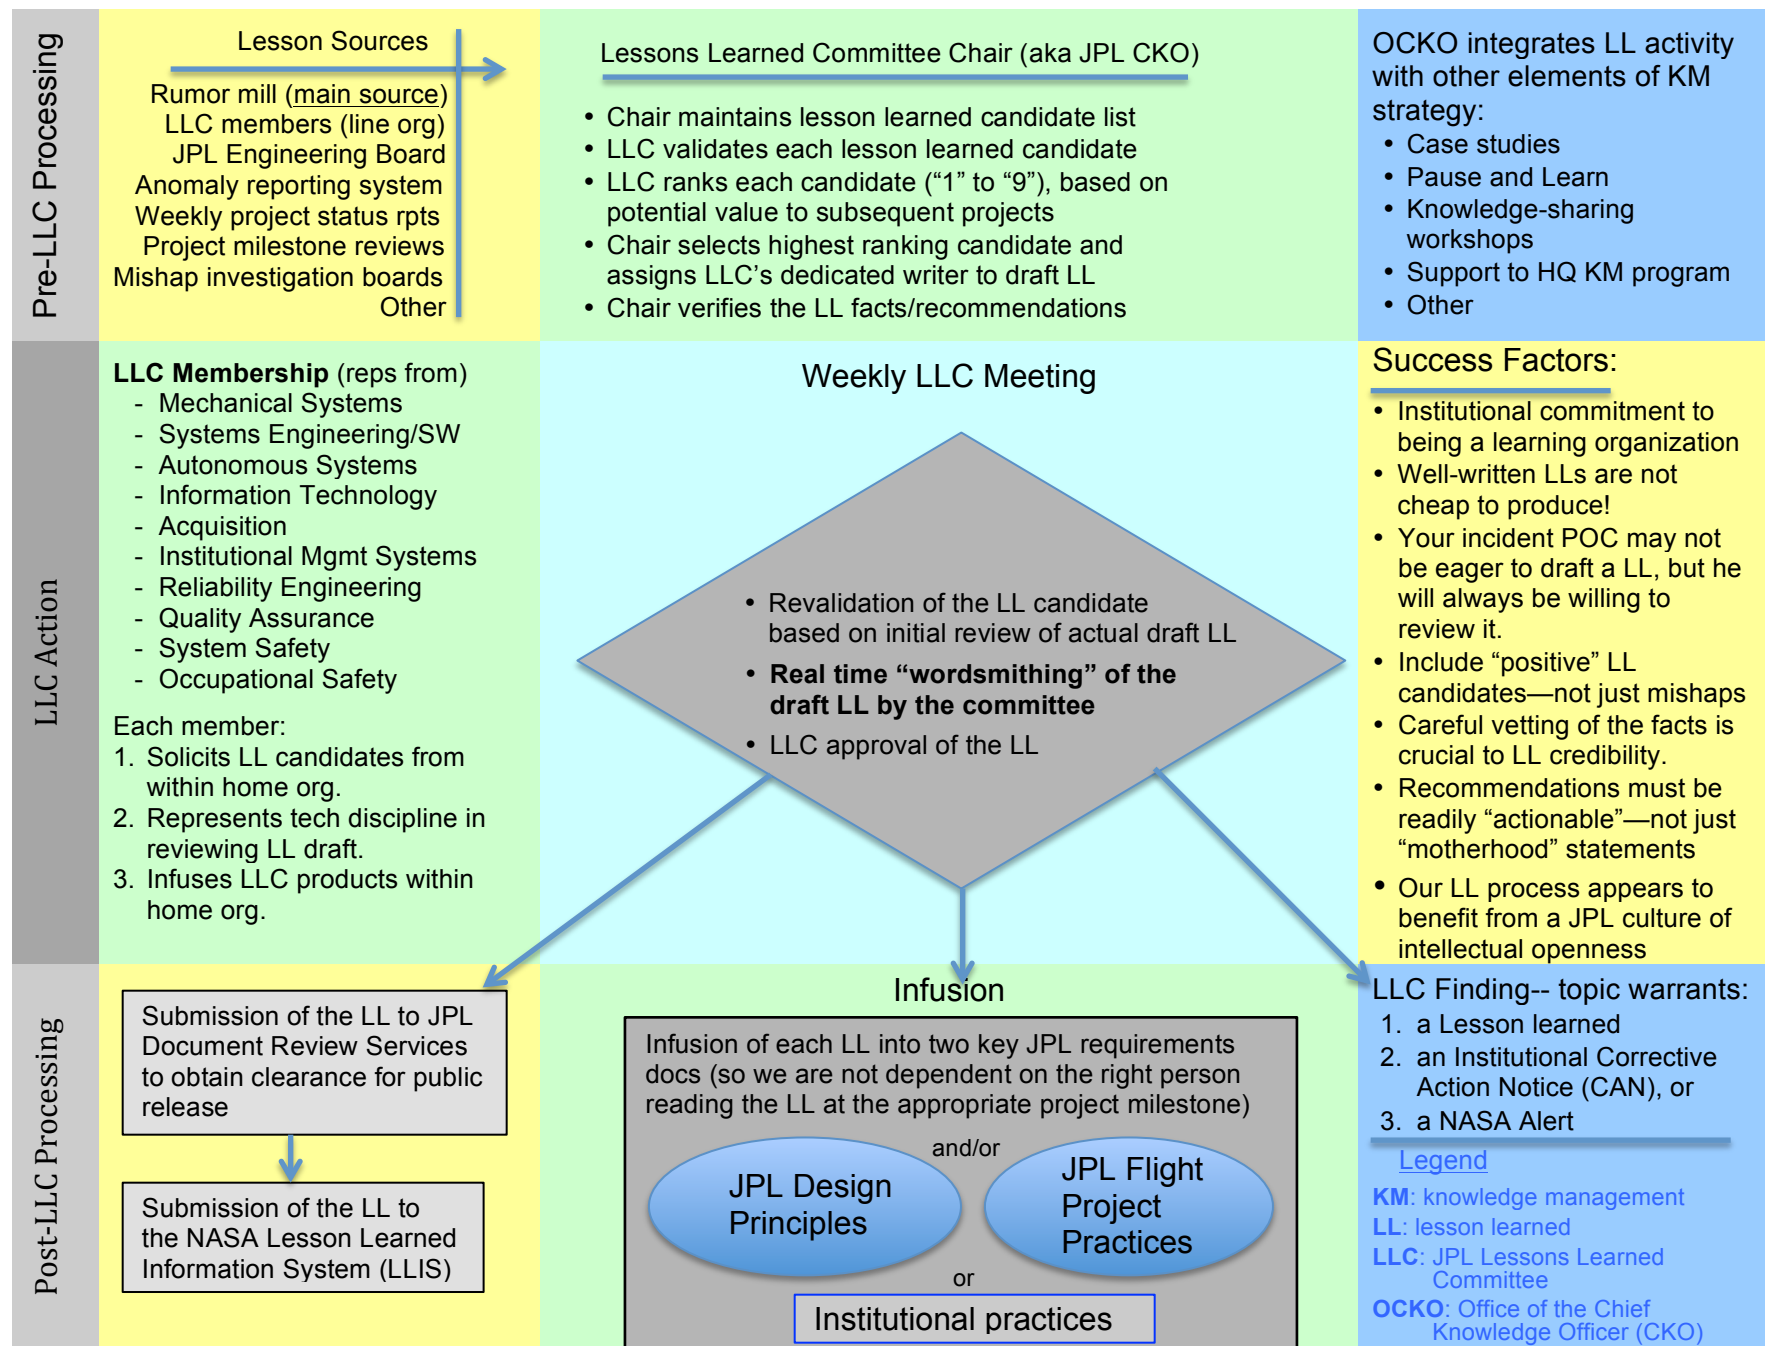 Pre-LLC Processing
Lesson Sources
Rumor mill (main source)
LLC members (line org)
JPL Engineering Board
Anomaly reporting system
Weekly project status rpts
Project milestone reviews
Mishap investigation boards
Other
Lessons Learned Committee Chair (aka JPL CKO)
• Chair maintains lesson learned candidate list
• LLC validates each lesson learned candidate
• LLC ranks each candidate (“1” to “9”), based on
potential value to subsequent projects
• Chair selects highest ranking candidate and
assigns LLC’s dedicated writer to draft LL
• Chair verifies the LL facts/recommendations
OCKO integrates LL activity
with other elements of KM
strategy:
• Case studies
• Pause and Learn
• Knowledge-sharing
workshops
• Support to HQ KM program
• Other
LLC Action
LLC Membership (reps from)
- Mechanical Systems
- Systems Engineering/SW
- Autonomous Systems
- Information Technology
- Acquisition
- Institutional Mgmt Systems
- Reliability Engineering
- Quality Assurance
- System Safety
- Occupational Safety
Each member:
1. Solicits LL candidates from
within home org.
2. Represents tech discipline in
reviewing LL draft.
3. Infuses LLC products within
home org.
Weekly LLC Meeting
• Revalidation of the LL candidate
based on initial review of actual draft LL
• Real time “wordsmithing” of the
draft LL by the committee
• LLC approval of the LL
Success Factors:
• Institutional commitment to
being a learning organization
• Well-written LLs are not
cheap to produce!
• Your incident POC may not
be eager to draft a LL, but he
will always be willing to
review it.
• Include “positive” LL
candidates—not just mishaps
• Careful vetting of the facts is
crucial to LL credibility.
• Recommendations must be
readily “actionable”—not just
“motherhood” statements
• Our LL process appears to
benefit from a JPL culture of
intellectual openness
Post-LLC Processing
Submission of the LL to JPL
Document Review Services
to obtain clearance for public
release
Submission of the LL to
the NASA Lesson Learned
Information System (LLIS)
Infusion
Infusion of each LL into two key JPL requirements
docs (so we are not dependent on the right person
reading the LL at the appropriate project milestone)
and/or
JPL Design
Principles
JPL Flight
Project
Practices
or
Institutional practices
LLC Finding-- topic warrants:
1. a Lesson learned
2. an Institutional Corrective
Action Notice (CAN), or
3. a NASA Alert
Legend
KM: knowledge management
LL: lesson learned
LLC: JPL Lessons Learned
Committee
OCKO: Office of the Chief
Knowledge Officer (CKO)